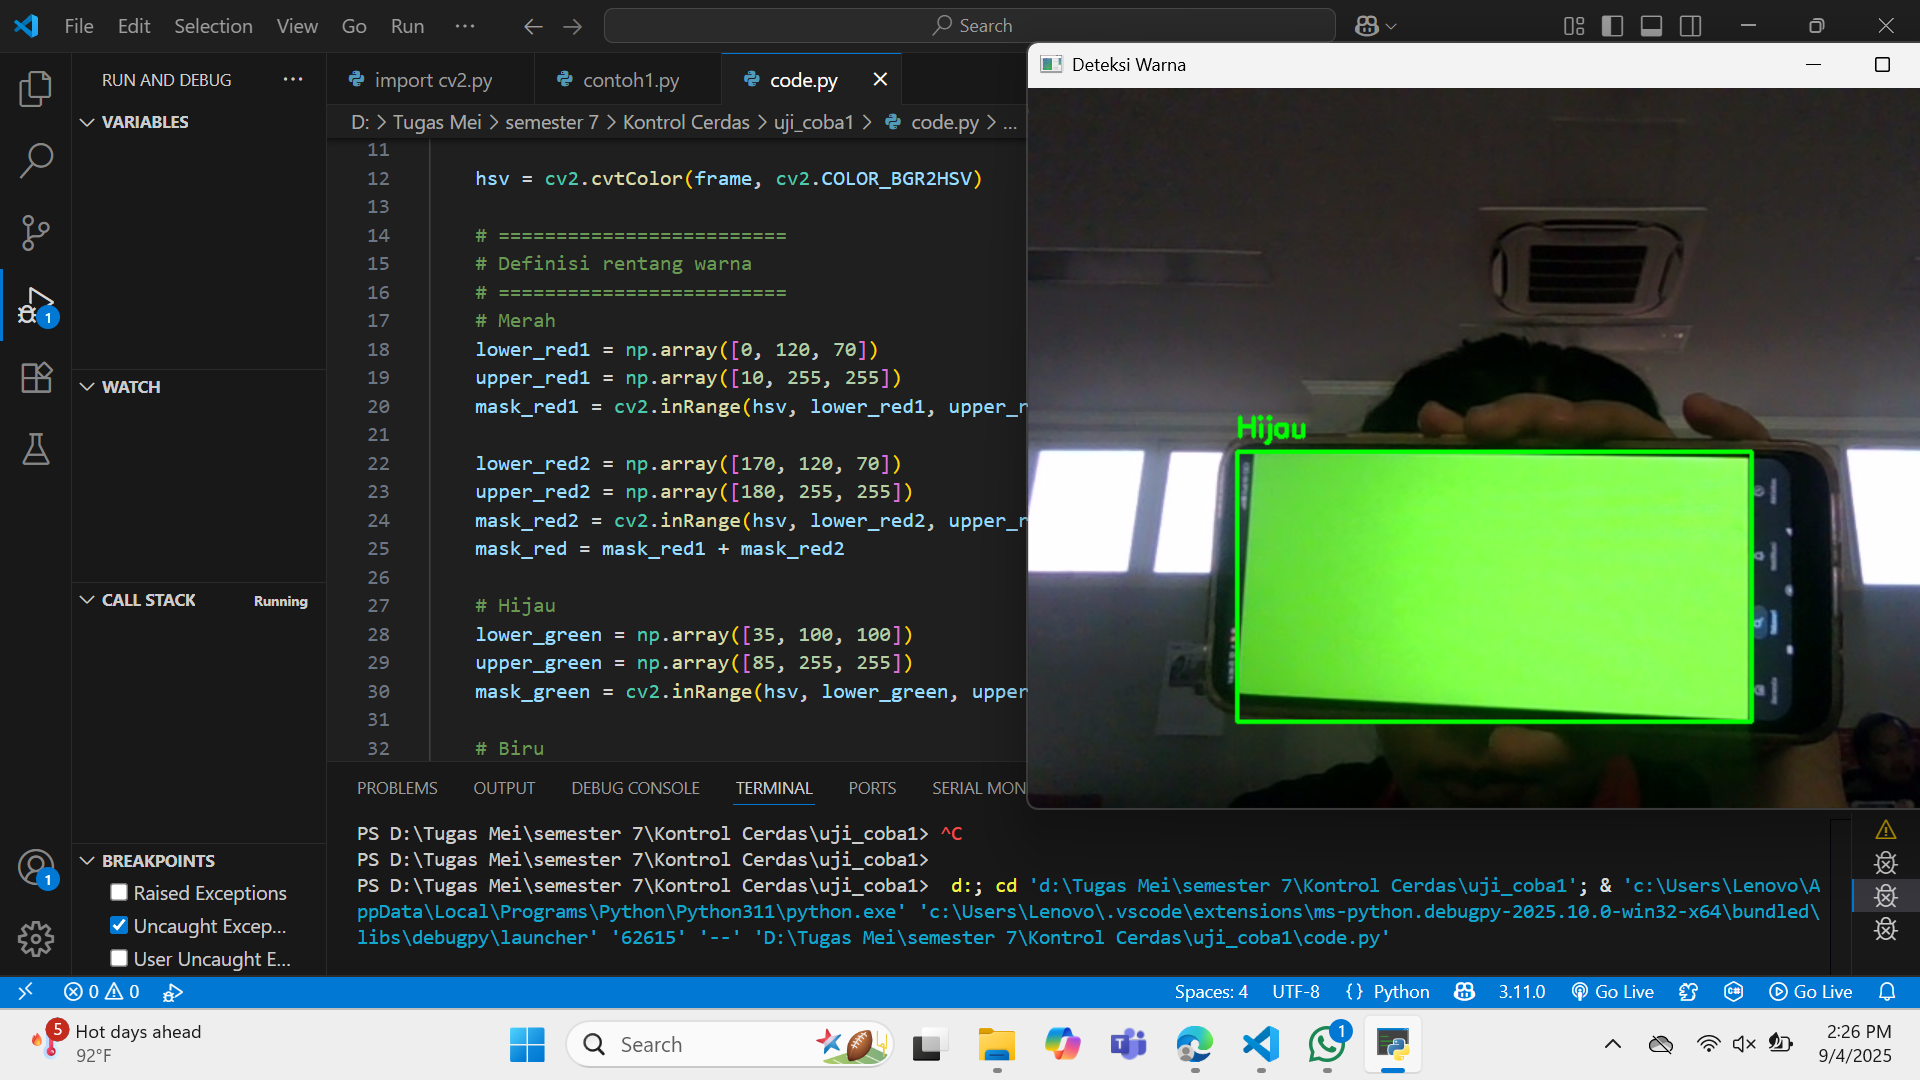 File Edit Selection View Go Run ...
Search
RUN AND DEBUG ...
VARIABLES
WATCH
CALL STACK Running
BREAKPOINTS
Raised Exceptions
Uncaught Excep...
User Uncaught E...
1
1
import cv2.py contoh1.py code.py
D: > Tugas Mei > semester 7 > Kontrol Cerdas > uji_coba1 > code.py > ...
11
12 hsv = cv2.cvtColor(frame, cv2.COLOR_BGR2HSV)
13
14 # =========================
15 # Definisi rentang warna
16 # =========================
17 # Merah
18 lower_red1 = np.array([0, 120, 70])
19 upper_red1 = np.array([10, 255, 255])
20 mask_red1 = cv2.inRange(hsv, lower_red1, upper_r
21
22 lower_red2 = np.array([170, 120, 70])
23 upper_red2 = np.array([180, 255, 255])
24 mask_red2 = cv2.inRange(hsv, lower_red2, upper_r
25 mask_red = mask_red1 + mask_red2
26
27 # Hijau
28 lower_green = np.array([35, 100, 100])
29 upper_green = np.array([85, 255, 255])
30 mask_green = cv2.inRange(hsv, lower_green, upper
31
32 # Biru
Deteksi Warna
Hijau
PROBLEMS OUTPUT DEBUG CONSOLE TERMINAL PORTS SERIAL MON
PS D:\Tugas Mei\semester 7\Kontrol Cerdas\uji_coba1> ^C
PS D:\Tugas Mei\semester 7\Kontrol Cerdas\uji_coba1>
PS D:\Tugas Mei\semester 7\Kontrol Cerdas\uji_coba1>  d:; cd 'd:\Tugas Mei\semester 7\Kontrol Cerdas\uji_coba1'; & 'c:\Users\Lenovo\A
ppData\Local\Programs\Python\Python311\python.exe' 'c:\Users\Lenovo\.vscode\extensions\ms-python.debugpy-2025.10.0-win32-x64\bundled\
libs\debugpy\launcher' '62615' '--' 'D:\Tugas Mei\semester 7\Kontrol Cerdas\uji_coba1\code.py'
0 0 Spaces: 4 UTF-8 {} Python 3.11.0 Go Live Go Live
5 Hot days ahead
92°F
Search
1
2:26 PM
9/4/2025